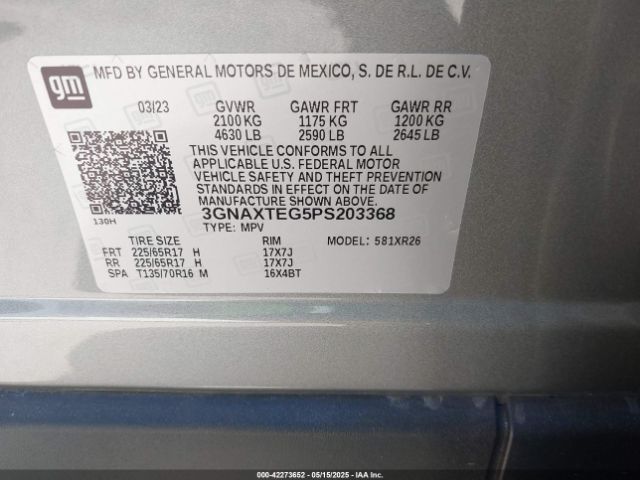 gm
MFD BY GENERAL MOTORS DE MEXICO, S. DE R.L. DE C.V.
03/23 GVWR GAWR FRT GAWR RR
2100 KG 1175 KG 1200 KG
4630 LB 2590 LB 2645 LB
THIS VEHICLE CONFORMS TO ALL
APPLICABLE U.S. FEDERAL MOTOR
VEHICLE SAFETY AND THEFT PREVENTION
STANDARDS IN EFFECT ON THE DATE OF
MANUFACTURE SHOWN ABOVE.
3GNAXTEG5PS203368
130H TYPE: MPV
TIRE SIZE RIM MODEL: 581XR26
FRT 225/65R17 H 17X7J
RR 225/65R17 H 17X7J
SPA T135/70R16 M 16X4BT
000-42273652 — 05/15/2025 — IAAI.COM